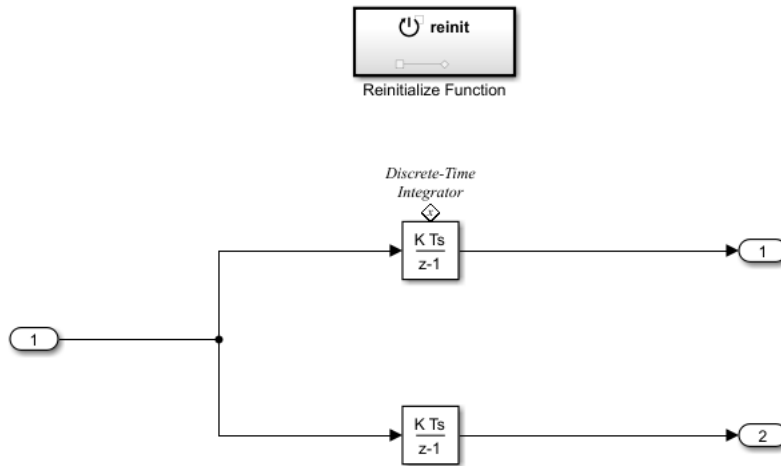 reinit
Reinitialize Function
Discrete-Time
Integrator
x
K Ts
z-1
1
1
K Ts
z-1
2